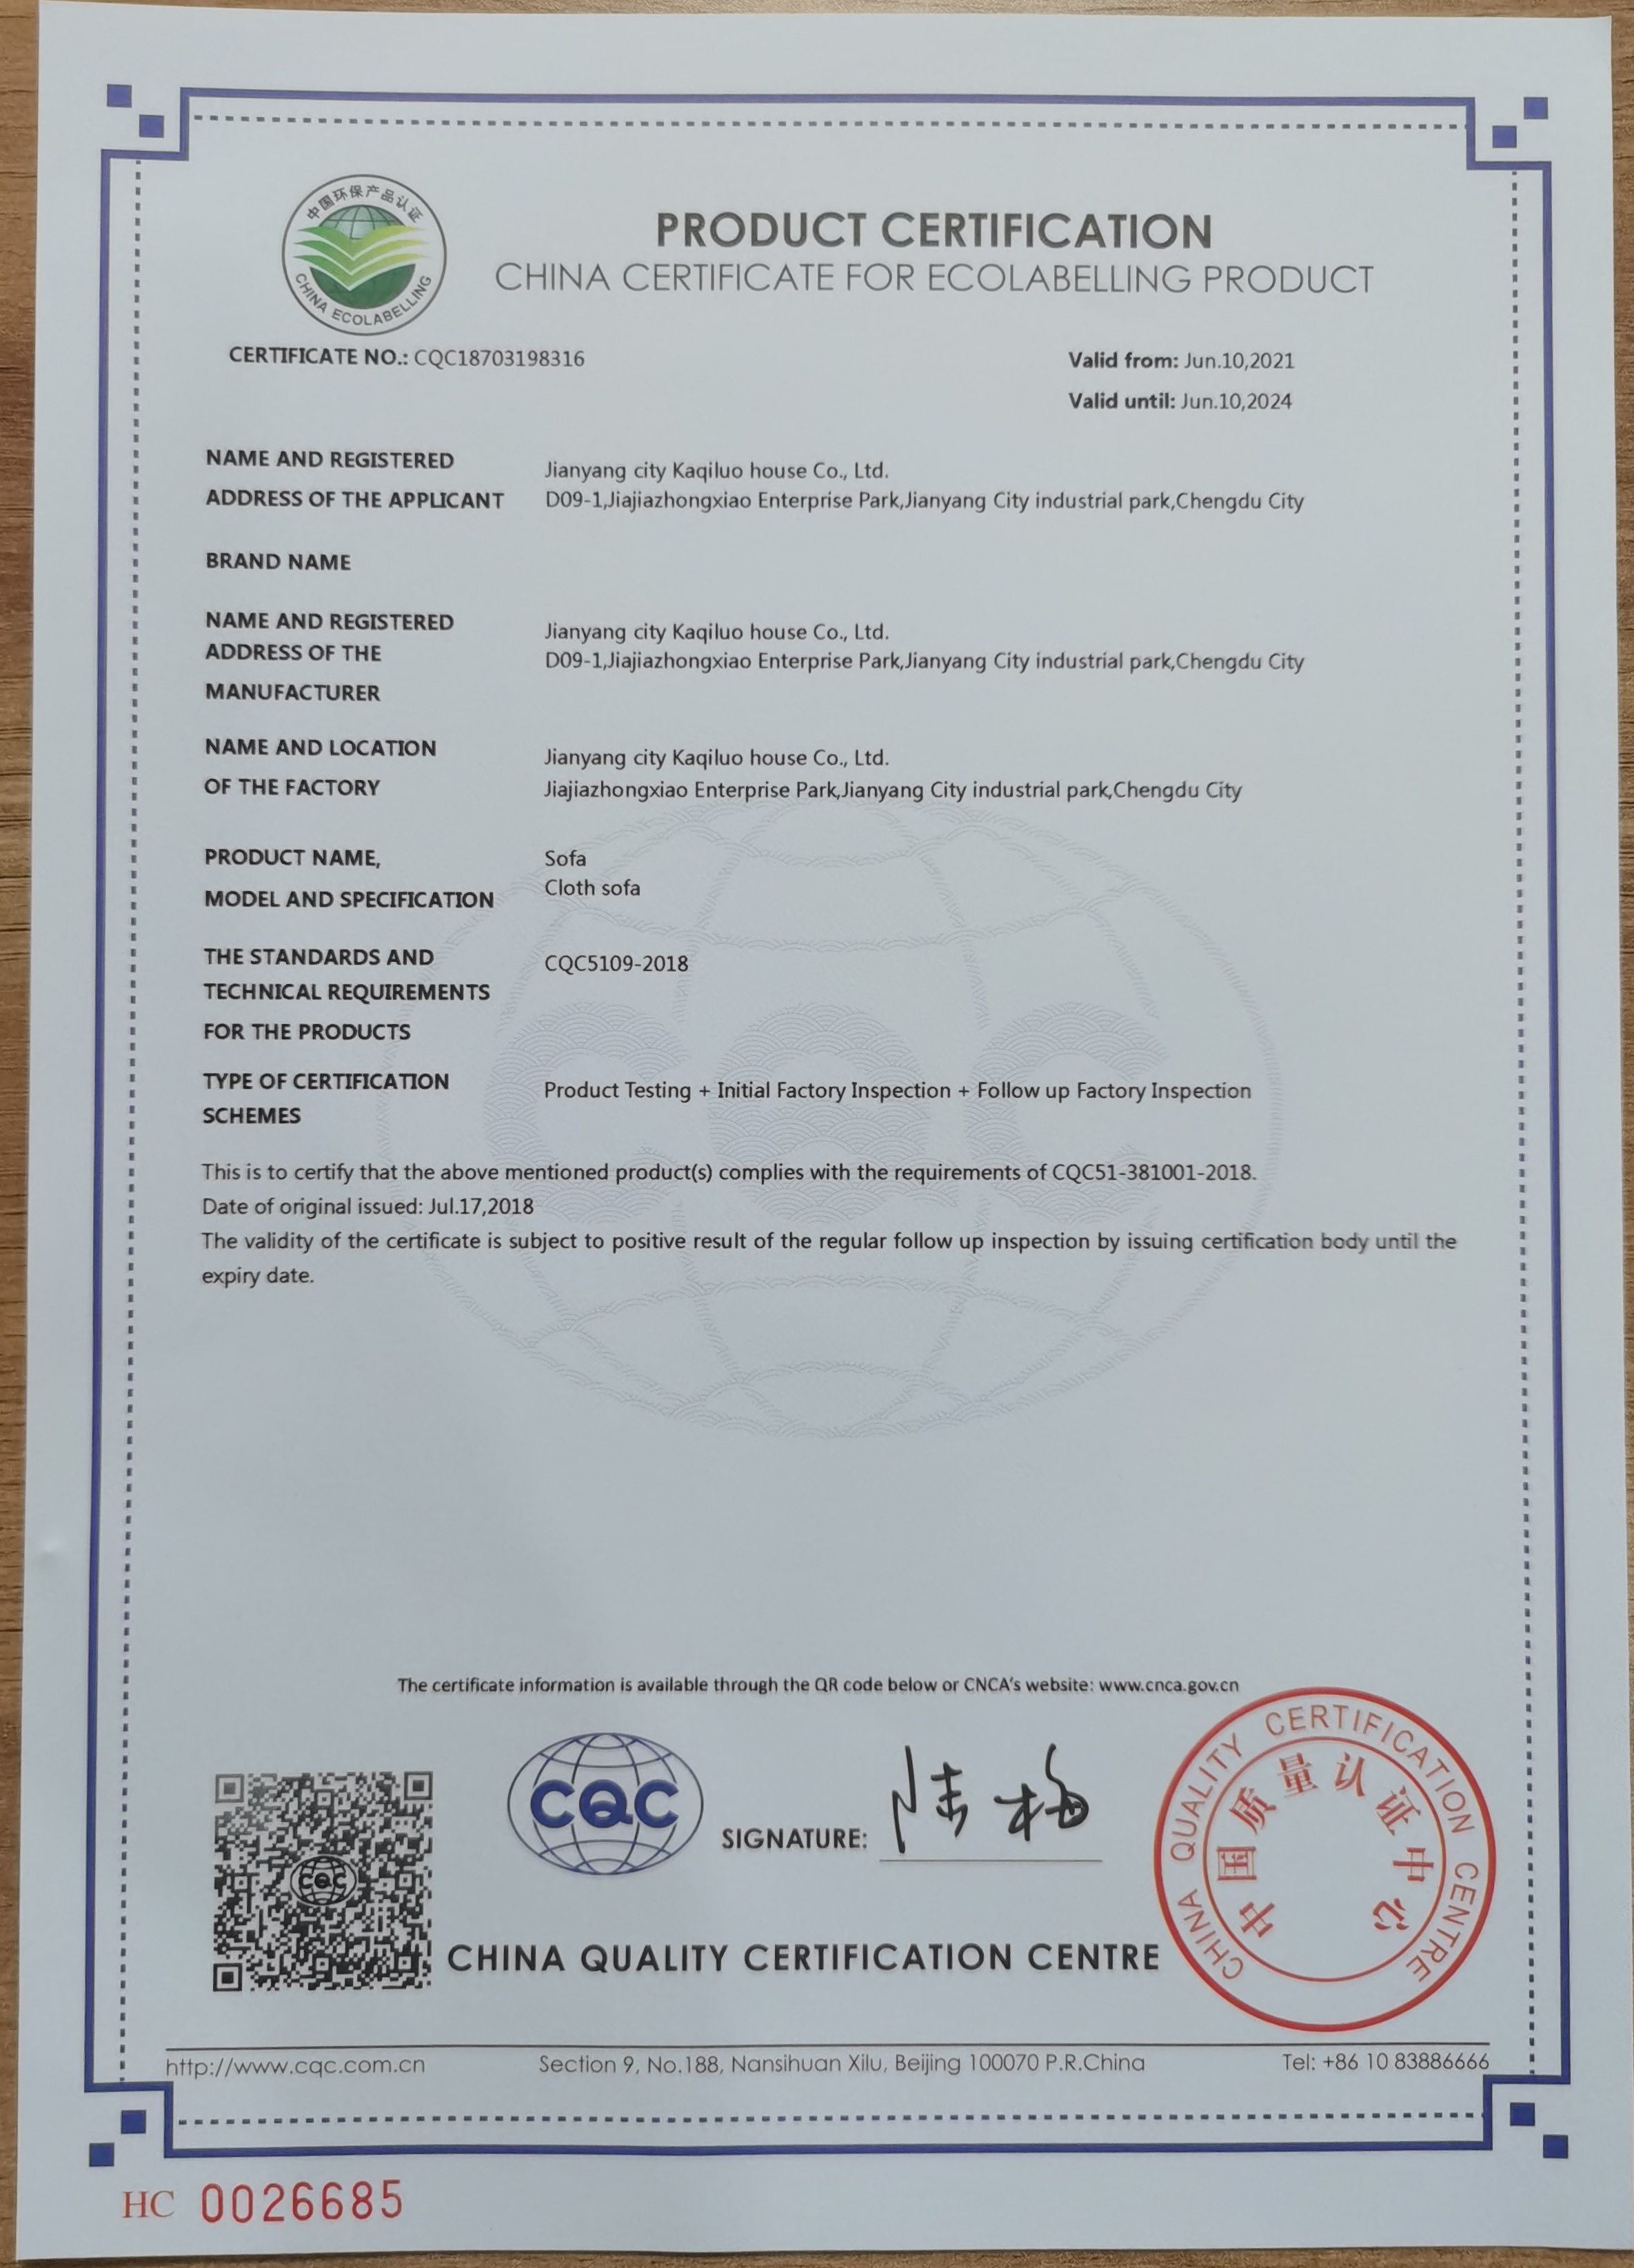 中国环保产品认证
CHINA ECOLABELLING
PRODUCT CERTIFICATION
CHINA CERTIFICATE FOR ECOLABELLING PRODUCT
CERTIFICATE NO.: CQC18703198316
Valid from: Jun.10,2021
Valid until: Jun.10,2024
NAME AND REGISTERED
ADDRESS OF THE APPLICANT
Jianyang city Kaqiluo house Co., Ltd.
D09-1,Jiajiazhongxiao Enterprise Park,Jianyang City industrial park,Chengdu City
BRAND NAME
NAME AND REGISTERED
ADDRESS OF THE
MANUFACTURER
Jianyang city Kaqiluo house Co., Ltd.
D09-1,Jiajiazhongxiao Enterprise Park,Jianyang City industrial park,Chengdu City
NAME AND LOCATION
OF THE FACTORY
Jianyang city Kaqiluo house Co., Ltd.
Jiajiazhongxiao Enterprise Park,Jianyang City industrial park,Chengdu City
PRODUCT NAME,
MODEL AND SPECIFICATION
Sofa
Cloth sofa
THE STANDARDS AND
TECHNICAL REQUIREMENTS
FOR THE PRODUCTS
CQC5109-2018
TYPE OF CERTIFICATION
SCHEMES
Product Testing + Initial Factory Inspection + Follow up Factory Inspection
CQC
This is to certify that the above mentioned product(s) complies with the requirements of CQC51-381001-2018.
Date of original issued: Jul.17,2018
The validity of the certificate is subject to positive result of the regular follow up inspection by issuing certification body until the
expiry date.
The certificate information is available through the QR code below or CNCA's website: www.cnca.gov.cn
CQC
CQC
SIGNATURE: 陆梅
CHINA QUALITY CERTIFICATION CENTRE
CHINA QUALITY CERTIFICATION CENTRE
中国质量认证中心
http://www.cqc.com.cn
Section 9, No.188, Nansihuan Xilu, Beijing 100070 P.R.China
Tel: +86 10 83886666
HC 0026685